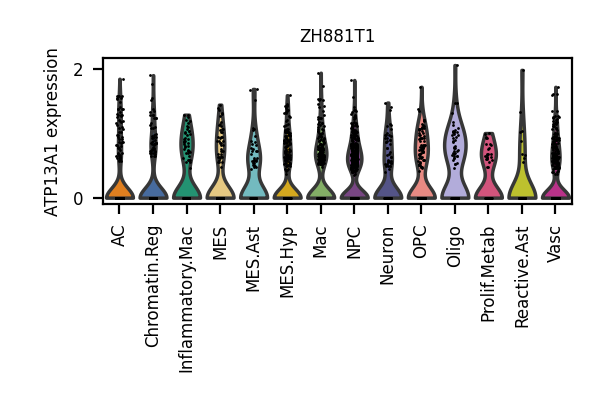 ZH881T1
ATP13A1 expression
2
0
AC
Chromatin.Reg
Inflammatory.Mac
MES
MES.Ast
MES.Hyp
Mac
NPC
Neuron
OPC
Oligo
Prolif.Metab
Reactive.Ast
Vasc